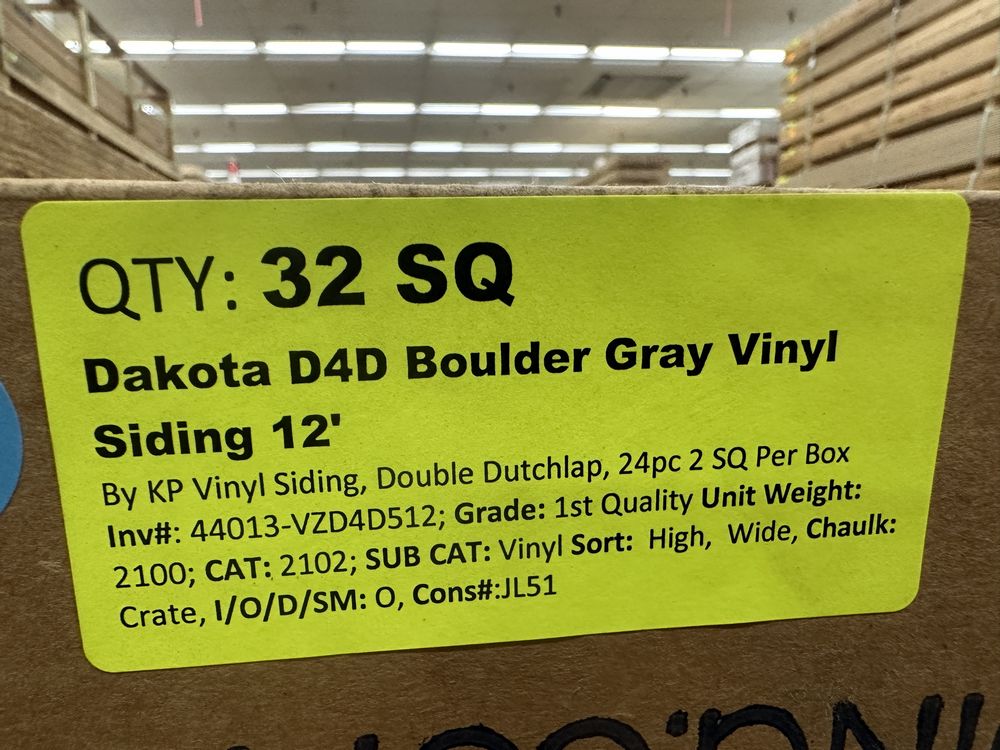 QTY: 32 SQ
Dakota D4D Boulder Gray Vinyl
Siding 12'
By KP Vinyl Siding, Double Dutchlap, 24pc 2 SQ Per Box
Inv#: 44013-VZD4D512; Grade: 1st Quality Unit Weight:
2100; CAT: 2102; SUB CAT: Vinyl Sort: High, Wide, Chaulk:
Crate, I/O/D/SM: O, Cons#:JL51